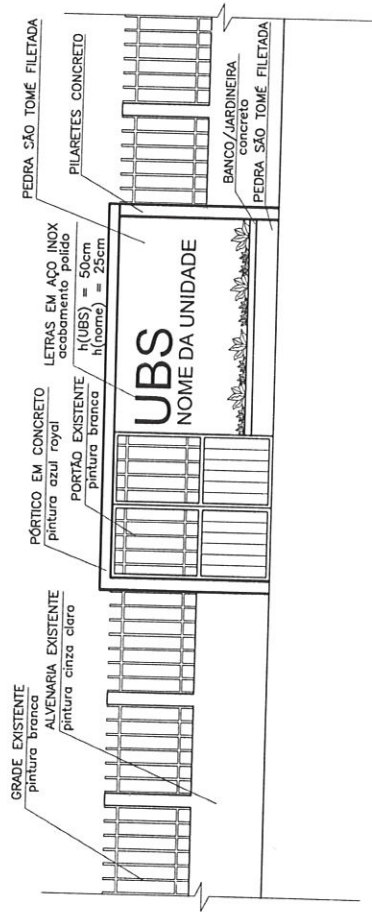 GRADE EXISTENTE
pintura branca
ALVENARIA EXISTENTE
pintura cinza claro
PÓRTICO EM CONCRETO
pintura azul royal
PORTÃO EXISTENTE
pintura branca
LETRAS EM AÇO INOX
acabamento polido
h(UBS) = 50cm
h(nome) = 25cm
PEDRA SÃO TOMÉ FILETADA
PILARETES CONCRETO
UBS
NOME DA UNIDADE
BANCO/JARDINEIRA
concreto
PEDRA SÃO TOMÉ FILETADA